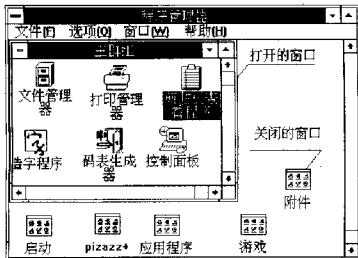 程序管理器
文件(F) 选项(O) 窗口(W) 帮助(H)
主群组
打开的窗口
文件管理器
打印管理器
造字程序
码表生成器
控制面板
关闭的窗口
附件
启动
pizazz+
应用程序
游戏